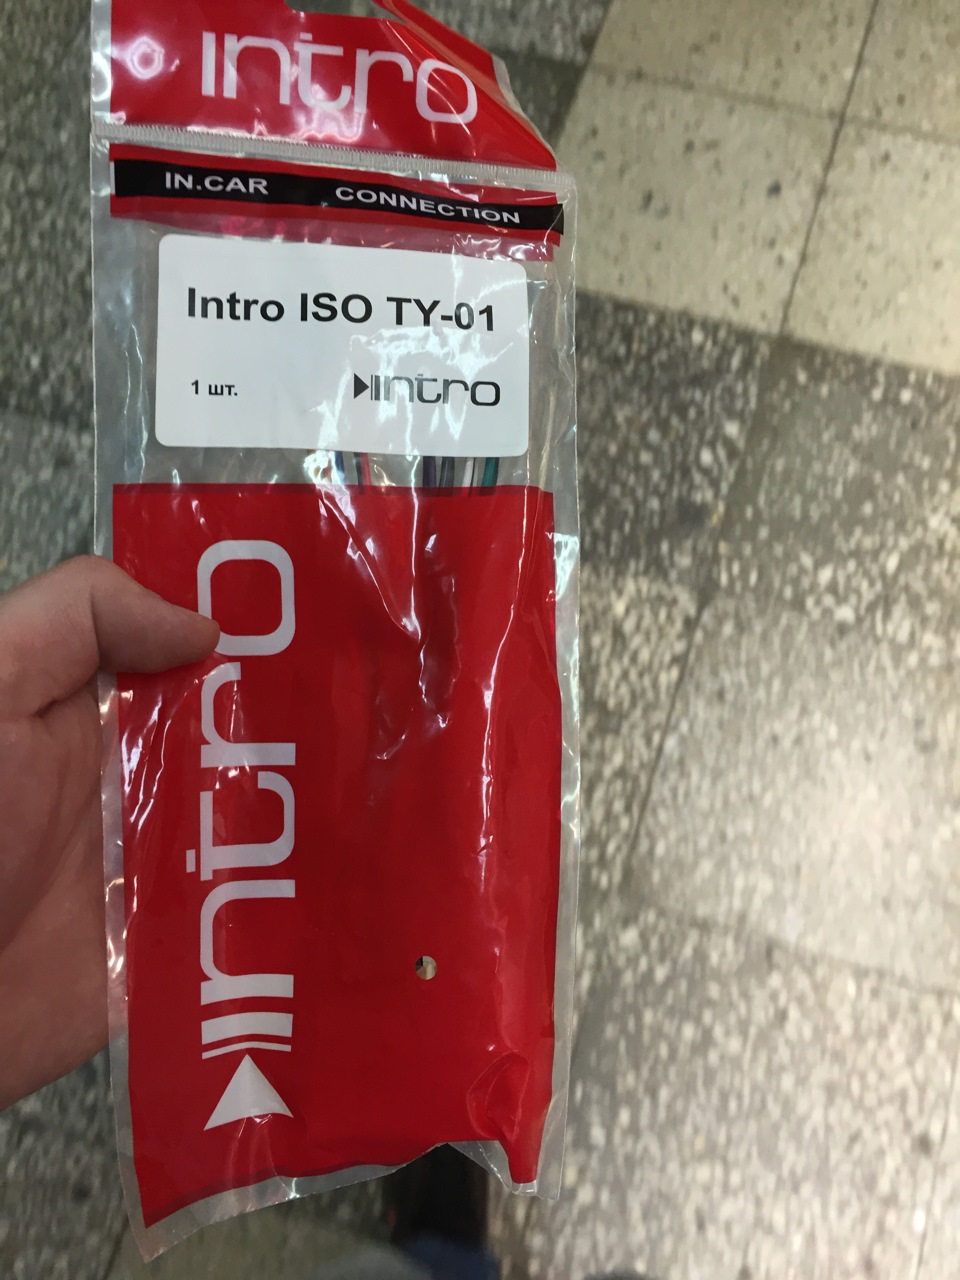 intro
IN.CAR CONNECTION
Intro ISO TY-01
1 шт.
intro
intro